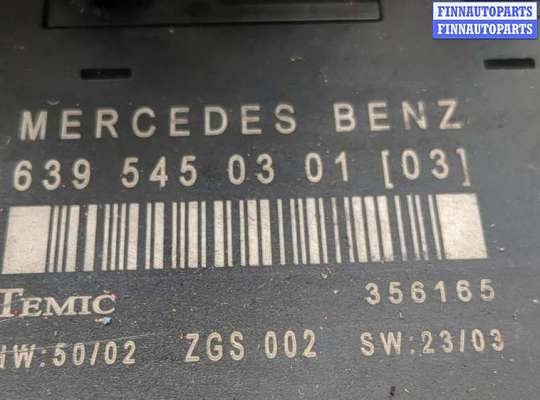 FINNAUTOPARTS
FINNAUTOPARTS
MERCEDES BENZ
639 545 03 01 [03]
TEMIC 356165
HW:50/02 ZGS 002 SW:23/03